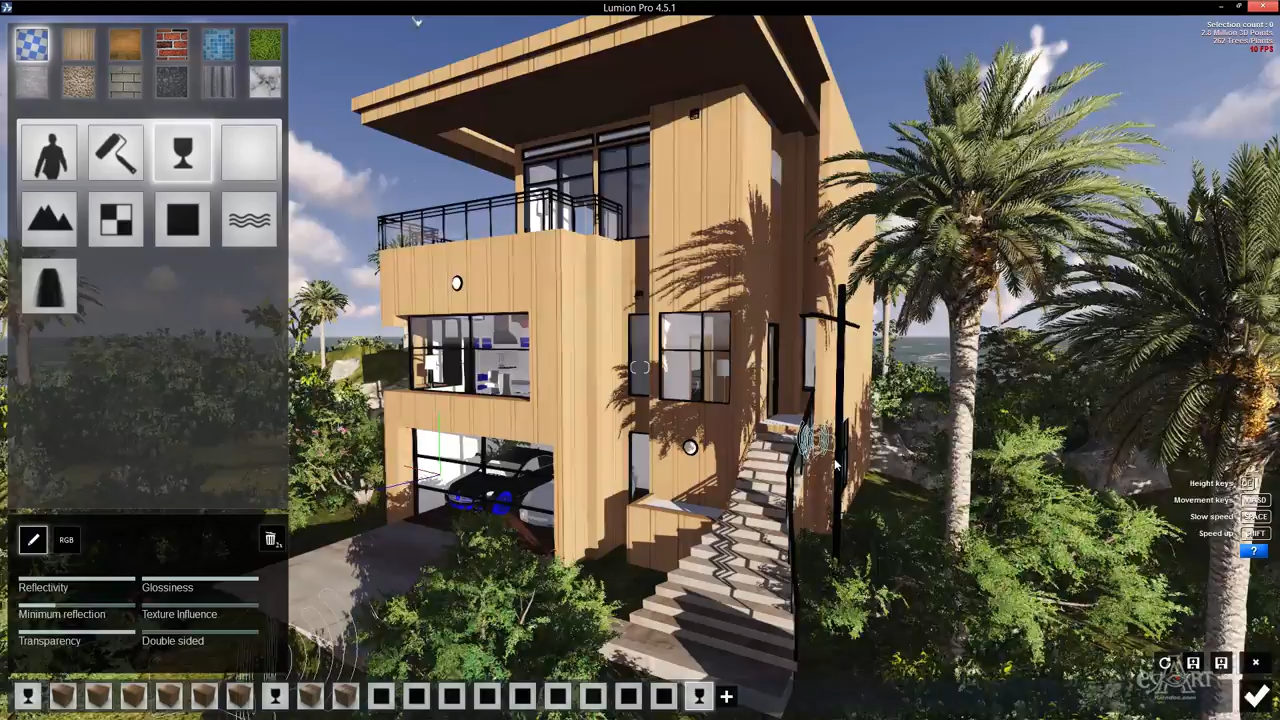 Lumion Pro 4.5.1
Selection count : 0
2.8 Million 3D Points
262 Trees/Plants
10 FPS
Height keys
Movement keys
Slow speed SPACE
Speed up SHIFT
?
RGB
Reflectivity Glossiness
Minimum reflection Texture Influence
Transparency Double sided